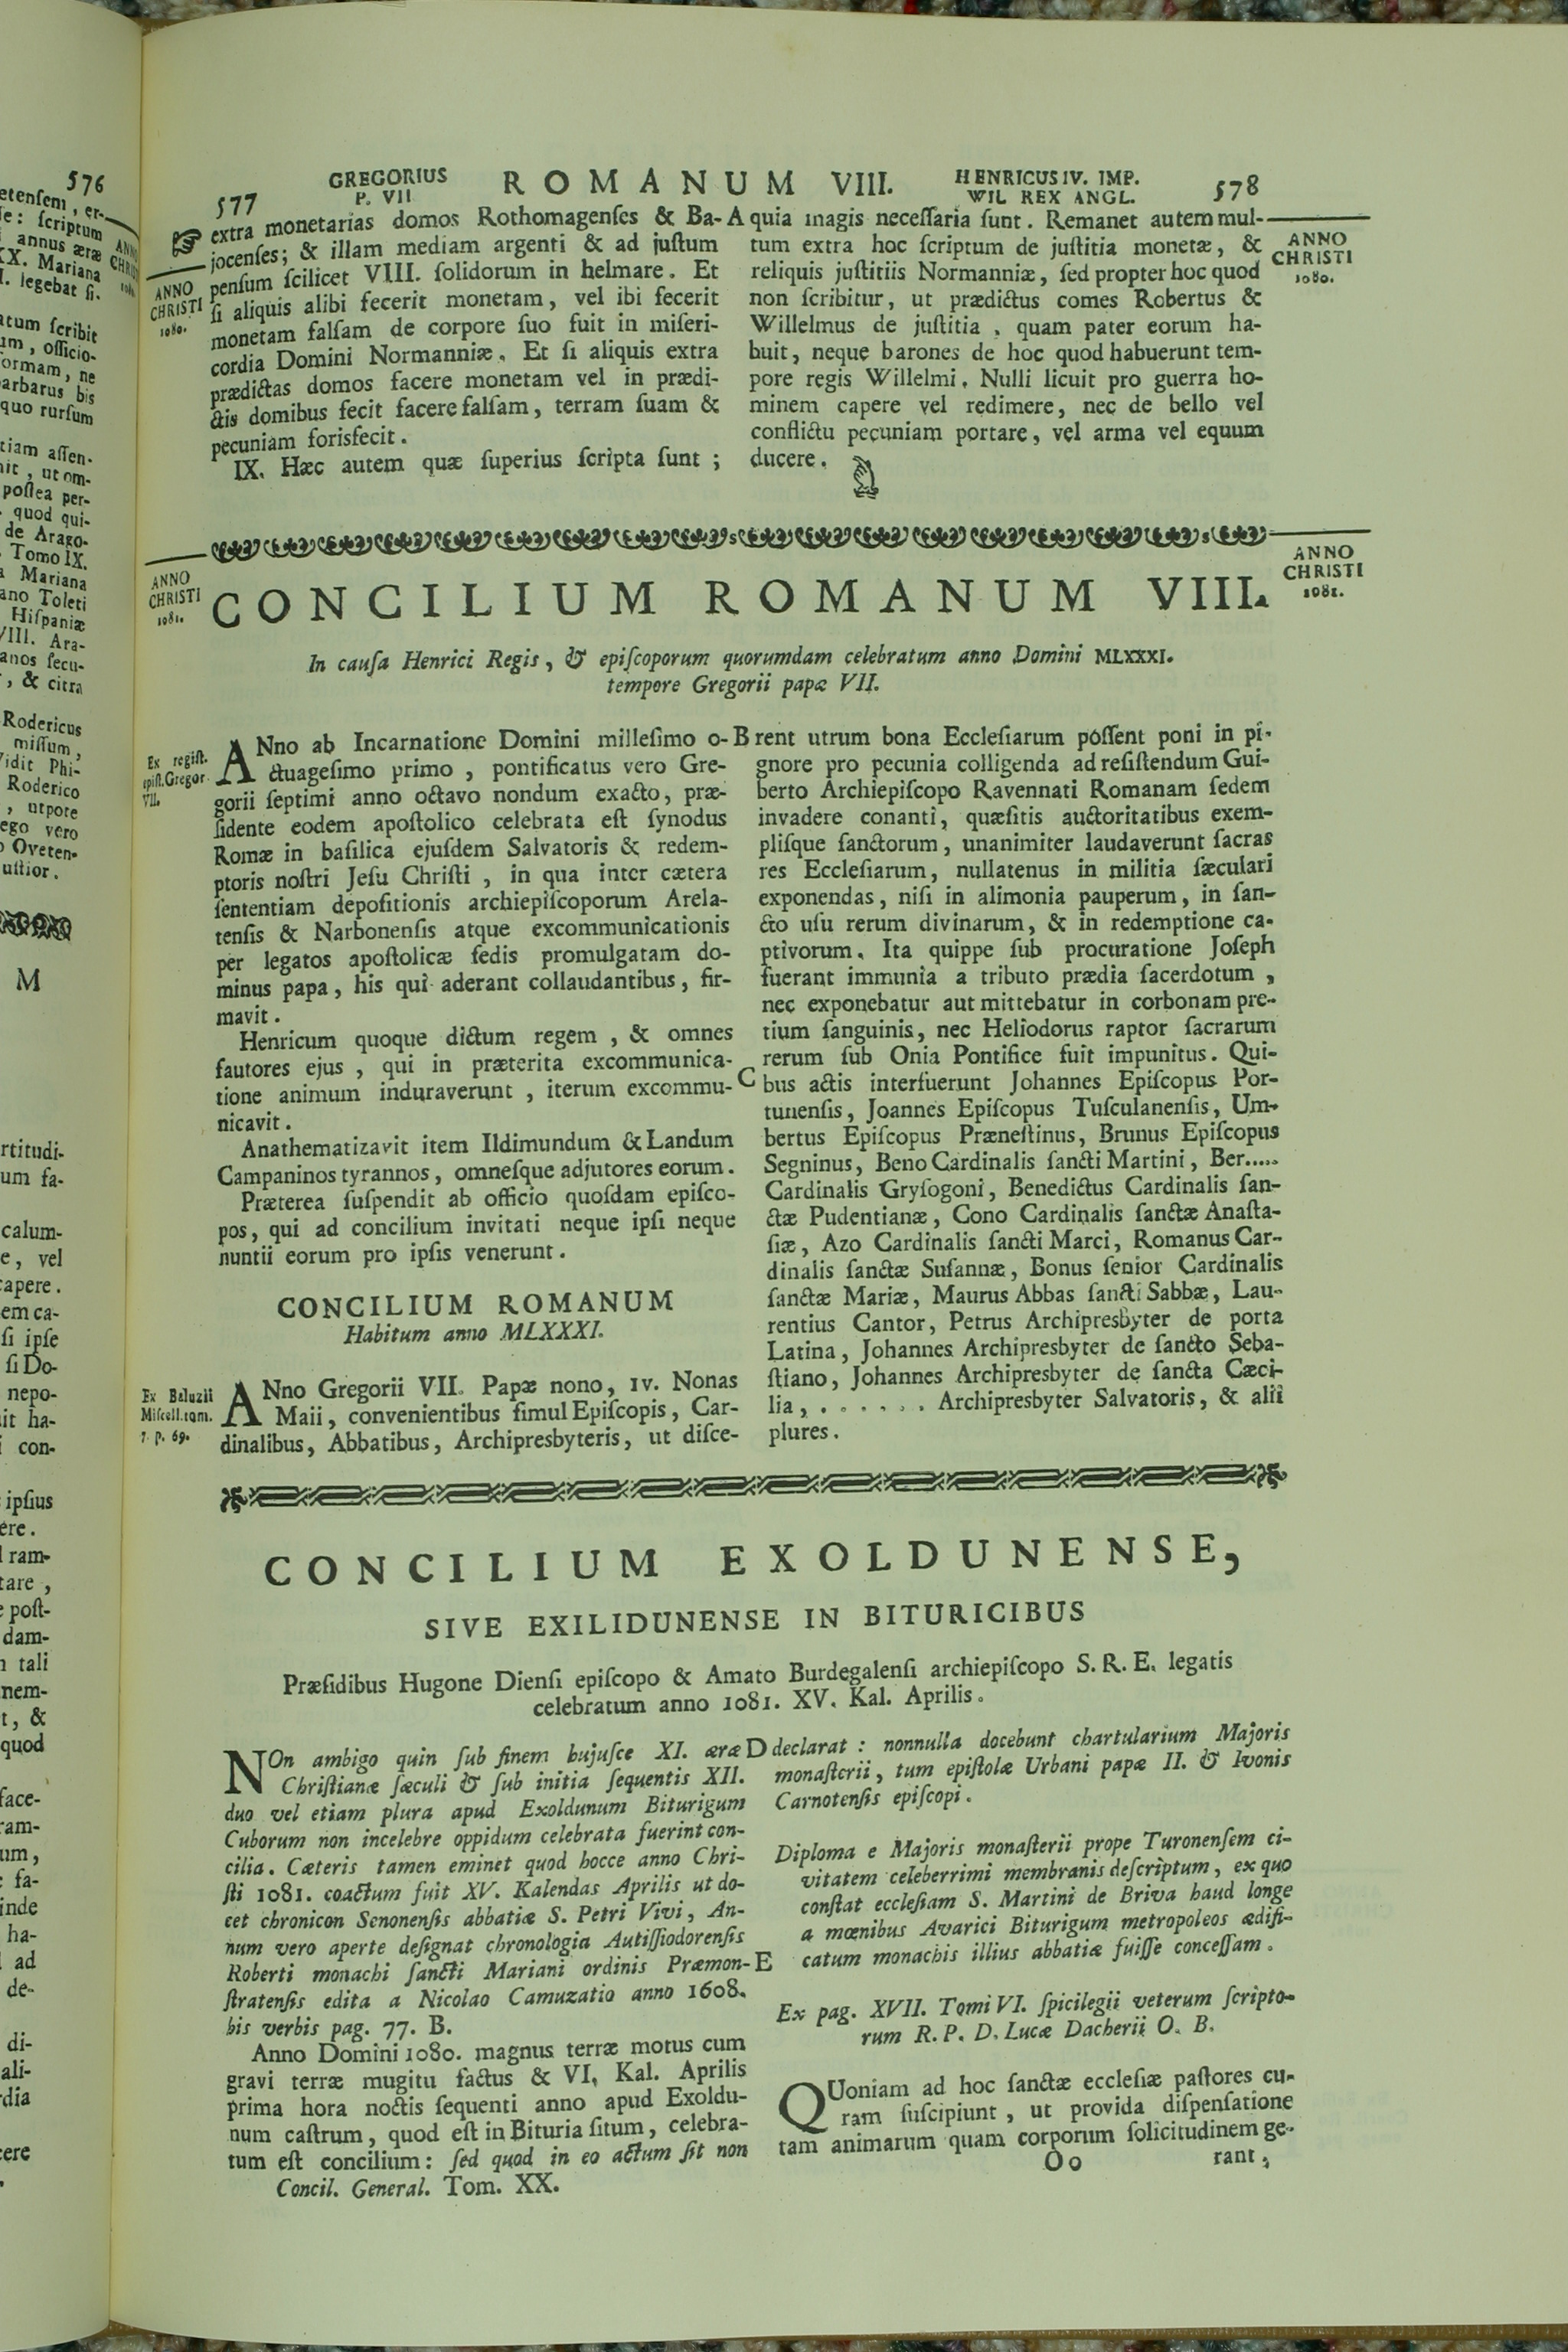 577
GREGORIUS
P. VII
ROMANUM VIII.
HENRICUS IV. IMP.
WIL REX ANGL.
578
ANNO
CHRISTI
1080.
extra monetarias domos Rothomagenſes & Ba-
jocenſes; & illam mediam argenti & ad juſtum
penſum ſcilicet VIII. ſolidorum in helmare. Et
ſi aliquis alibi fecerit monetam, vel ibi fecerit
monetam falſam de corpore ſuo fuit in miſeri-
cordia Domini Normanniæ. Et ſi aliquis extra
prædictas domos facere monetam vel in prædi-
ctis domibus fecit facere falſam, terram ſuam &
pecuniam forisfecit.
IX. Hæc autem quæ ſuperius ſcripta ſunt;
A quia magis neceſſaria ſunt. Remanet autem mul-
tum extra hoc ſcriptum de juſtitia monetæ, &
reliquis juſtitiis Normanniæ, ſed propter hoc quod
non ſcribitur, ut prædictus comes Robertus &
Willelmus de juſtitia, quam pater eorum ha-
buit, neque barones de hoc quod habuerunt tem-
pore regis Willelmi. Nulli licuit pro guerra ho-
minem capere vel redimere, nec de bello vel
conflictu pecuniam portare, vel arma vel equum
ducere.
ANNO
CHRISTI
1080.
ANNO
CHRISTI
1081.
CONCILIUM ROMANUM VIII.
ANNO
CHRISTI
1081.
In cauſa Henrici Regis, & epiſcoporum quorumdam celebratum anno Domini MLXXXI.
tempore Gregorii papæ VII.
Ex regiſt.
epiſt. Gregor
VII.
ANno ab Incarnatione Domini milleſimo o-
ctuageſimo primo, pontificatus vero Gre-
gorii ſeptimi anno octavo nondum exacto, præ-
ſidente eodem apoſtolico celebrata eſt ſynodus
Romæ in baſilica ejuſdem Salvatoris & redem-
ptoris noſtri Jeſu Chriſti, in qua inter cætera
ſententiam depoſitionis archiepiſcoporum Arela-
tenſis & Narbonenſis atque excommunicationis
per legatos apoſtolicæ ſedis promulgatam do-
minus papa, his qui aderant collaudantibus, fir-
mavit.
Henricum quoque dictum regem, & omnes
fautores ejus, qui in præterita excommunica-
tione animum induraverunt, iterum excommu-
nicavit.
Anathematizavit item Ildimundum & Landum
Campaninos tyrannos, omneſque adjutores eorum.
Præterea ſuſpendit ab officio quoſdam epiſco-
pos, qui ad concilium invitati neque ipſi neque
nuntii eorum pro ipſis venerunt.
CONCILIUM ROMANUM
Habitum anno MLXXXI.
Ex Baluzii
Miſcell. tom.
7. p. 69.
ANno Gregorii VII. Papæ nono, IV. Nonas
Maii, convenientibus ſimul Epiſcopis, Car-
dinalibus, Abbatibus, Archipresbyteris, ut diſce-
B rent utrum bona Eccleſiarum poſſent poni in pi-
gnore pro pecunia colligenda ad reſiſtendum Gui-
berto Archiepiſcopo Ravennati Romanam ſedem
invadere conanti, quæſitis auctoritatibus exem-
pliſque ſanctorum, unanimiter laudaverunt ſacras
res Eccleſiarum, nullatenus in militia ſæculari
exponendas, niſi in alimonia pauperum, in ſan-
cto uſu rerum divinarum, & in redemptione ca-
ptivorum. Ita quippe ſub procuratione Joſeph
fuerant immunia a tributo prædia ſacerdotum,
nec exponebatur aut mittebatur in corbonam pre-
tium ſanguinis, nec Heliodorus raptor ſacrarum
rerum ſub Onia Pontifice fuit impunitus. Qui-
C bus actis interfuerunt Johannes Epiſcopus Por-
tunenſis, Joannes Epiſcopus Tuſculanenſis, Um-
bertus Epiſcopus Præneſtinus, Brunus Epiſcopus
Segninus, Beno Cardinalis ſancti Martini, Ber.....
Cardinalis Gryſogoni, Benedictus Cardinalis ſan-
ctæ Pudentianæ, Cono Cardinalis ſanctæ Anaſta-
ſiæ, Azo Cardinalis ſancti Marci, Romanus Car-
dinalis ſanctæ Suſannæ, Bonus ſenior Cardinalis
ſanctæ Mariæ, Maurus Abbas ſancti Sabbæ, Lau-
rentius Cantor, Petrus Archipresbyter de porta
Latina, Johannes Archipresbyter de ſancto Seba-
ſtiano, Johannes Archipresbyter de ſancta Cæci-
lia, . . . . . . Archipresbyter Salvatoris, & alii
plures.
CONCILIUM EXOLDUNENSE,
SIVE EXILIDUNENSE IN BITURICIBUS
Præſidibus Hugone Dienſi epiſcopo & Amato Burdegalenſi archiepiſcopo S. R. E. legatis
celebratum anno 1081. XV. Kal. Aprilis.
NOn ambigo quin ſub finem hujuſce XI. æræ
Chriſtianæ ſæculi & ſub initia ſequentis XII.
duo vel etiam plura apud Exoldunum Biturigum
Cuborum non incelebre oppidum celebrata fuerint con-
cilia. Cæteris tamen eminet quod hocce anno Chri-
ſti 1081. coactum fuit XV. Kalendas Aprilis ut do-
cet chronicon Senonenſis abbatiæ S. Petri Vivi, An-
num vero aperte deſignat chronologia Autiſſiodorenſis
Roberti monachi ſancti Mariani ordinis Præmon-
ſtratenſis edita a Nicolao Camuzatio anno 1608.
his verbis pag. 77. B.
Anno Domini 1080. magnus terræ motus cum
gravi terræ mugitu factus & VI. Kal. Aprilis
prima hora noctis ſequenti anno apud Exoldu-
num caſtrum, quod eſt in Bituria ſitum, celebra-
tum eſt concilium: ſed quod in eo actum ſit non
Concil. General. Tom. XX.
D declarat: nonnulla docebunt chartularium Majoris
monaſterii, tum epiſtolæ Urbani papæ II. & Ivonis
Carnotenſis epiſcopi.
Diploma e Majoris monaſterii prope Turonenſem ci-
vitatem celeberrimi membranis deſcriptum, ex quo
conſtat eccleſiam S. Martini de Briva haud longe
a mœnibus Avarici Biturigum metropoleos ædifi-
E catum monachis illius abbatiæ fuiſſe conceſſam.
Ex pag. XVII. Tomi VI. ſpicilegii veterum ſcripto-
rum R. P. D. Lucæ Dacherii O. B.
QUoniam ad hoc ſanctæ eccleſiæ paſtores cu-
ram ſuſcipiunt, ut provida diſpenſatione
tam animarum quam corporum ſolicitudinem ge-
Oo
rant,